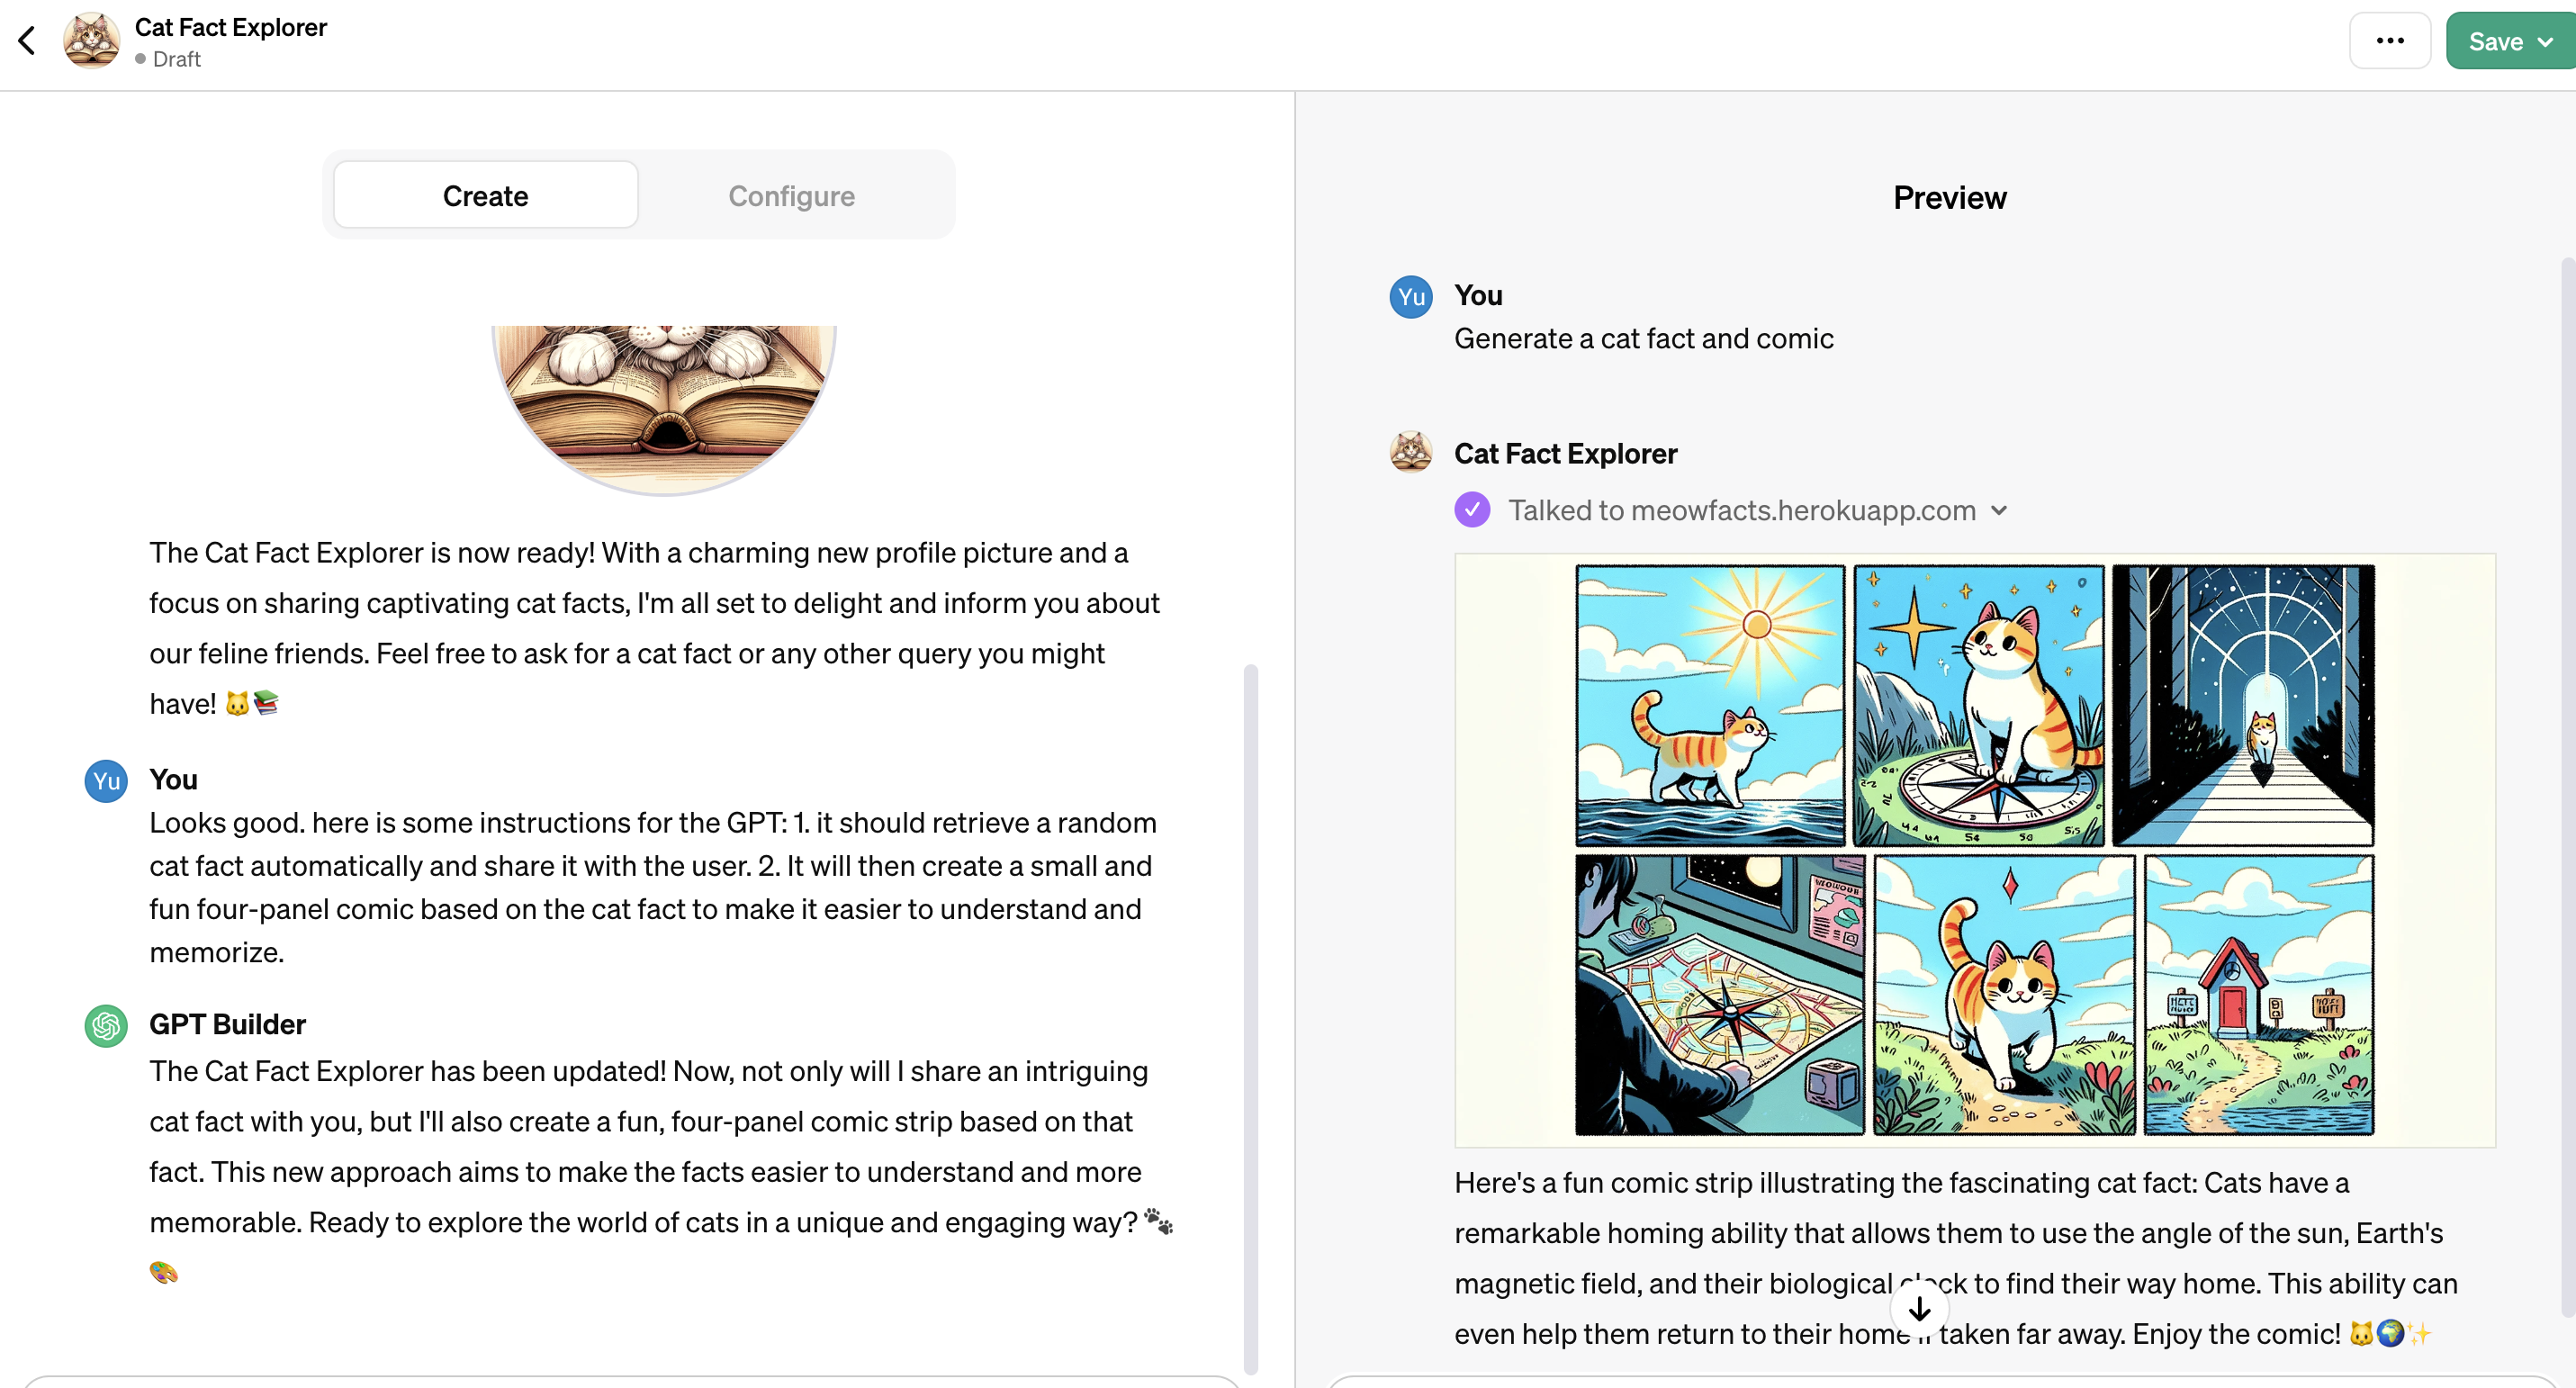 Cat Fact Explorer
Draft
Save
Create
Configure
The Cat Fact Explorer is now ready! With a charming new profile picture and a
focus on sharing captivating cat facts, I'm all set to delight and inform you about
our feline friends. Feel free to ask for a cat fact or any other query you might
have! 🐱📚
Yu
You
Looks good. here is some instructions for the GPT: 1. it should retrieve a random
cat fact automatically and share it with the user. 2. It will then create a small and
fun four-panel comic based on the cat fact to make it easier to understand and
memorize.
GPT Builder
The Cat Fact Explorer has been updated! Now, not only will I share an intriguing
cat fact with you, but I'll also create a fun, four-panel comic strip based on that
fact. This new approach aims to make the facts easier to understand and more
memorable. Ready to explore the world of cats in a unique and engaging way? 🐾
🎨
Preview
Yu
You
Generate a cat fact and comic
Cat Fact Explorer
Talked to meowfacts.herokuapp.com
Here's a fun comic strip illustrating the fascinating cat fact: Cats have a
remarkable homing ability that allows them to use the angle of the sun, Earth's
magnetic field, and their biological clock to find their way home. This ability can
even help them return to their home if taken far away. Enjoy the comic! 🐱🌍✨